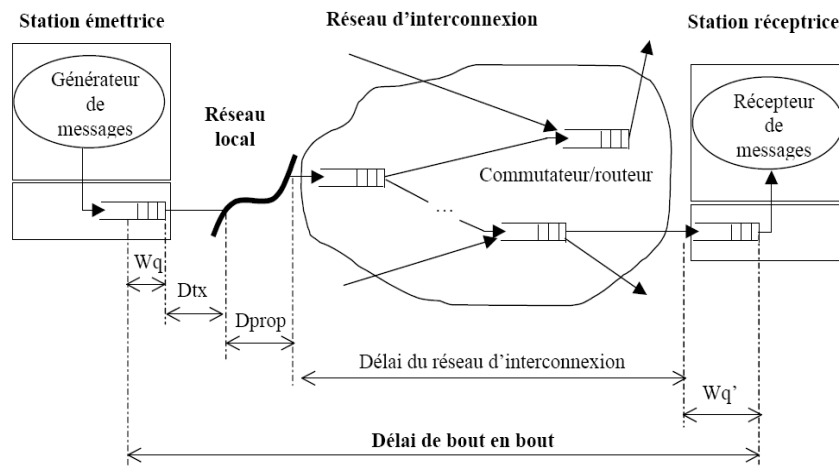 Station émettrice
Réseau d'interconnexion
Station réceptrice
Générateur
de
messages
Réseau
local
Récepteur
de
messages
Commutateur/routeur
...
Wq
Dtx
Dprop
Délai du réseau d'interconnexion
Wq'
Délai de bout en bout